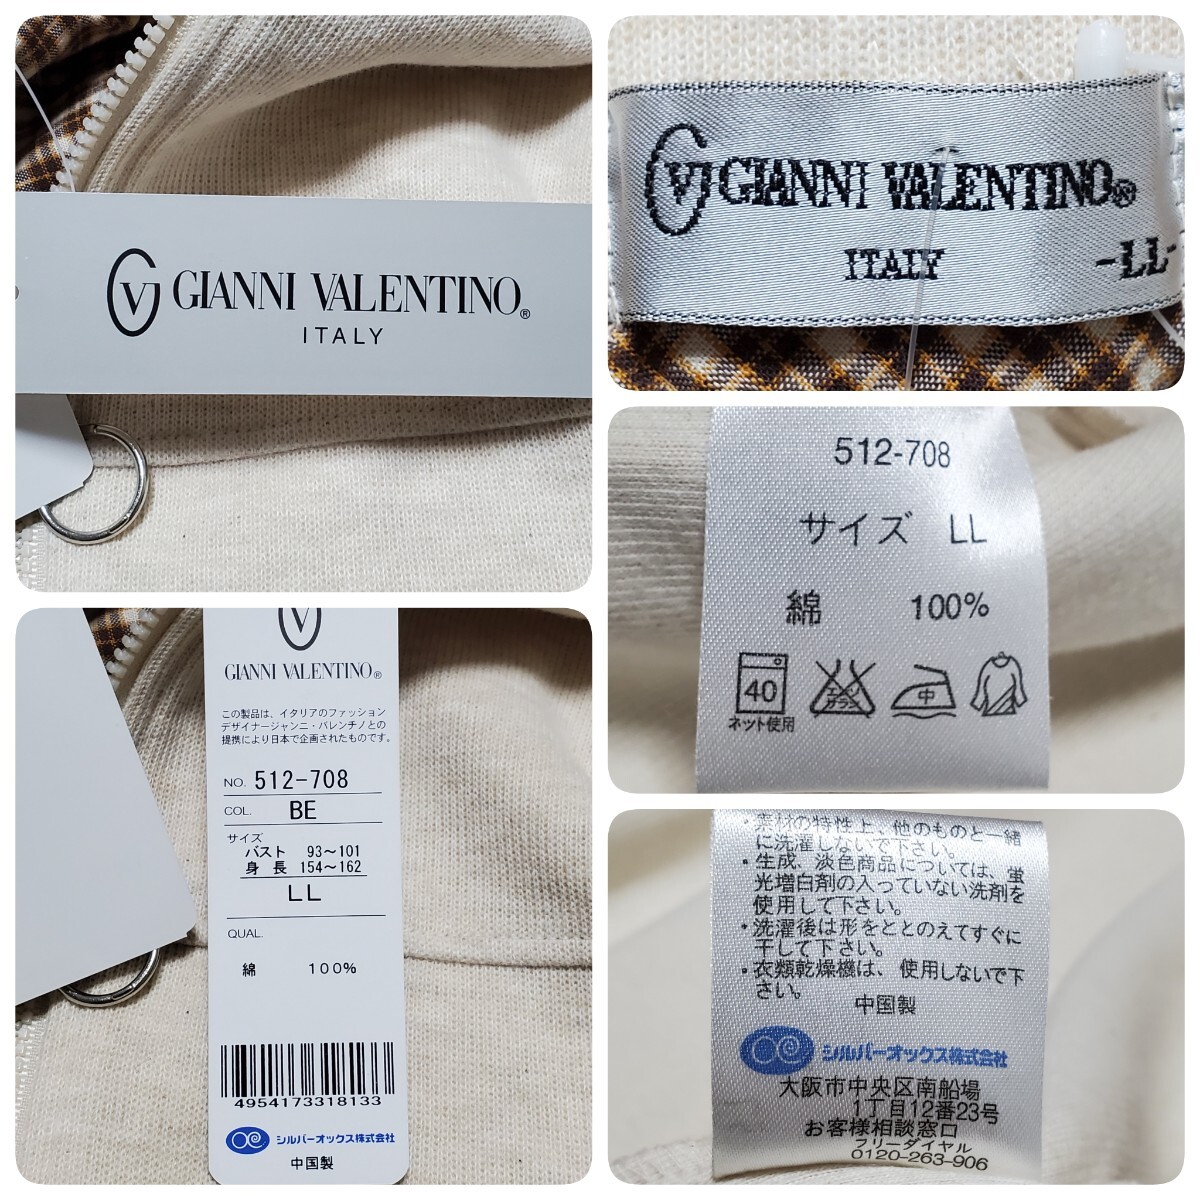 GIANNI VALENTINO®
ITALY
GIANNI VALENTINO®
ITALY
-LL-
512-708
サイズ LL
綿 100%
40
ネット使用
エンソ
サラシ
中
V
GIANNI VALENTINO®
この製品は、イタリアのファッション
デザイナージャンニ・バレンチノとの
提携により日本で企画されたものです。
NO. 512-708
COL. BE
サイズ
バスト 93～101
身長 154～162
LL
QUAL.
綿 100%
4954173318133
シルバーオックス株式会社
中国製
・素材の特性上、他のものと一緒
に洗濯しないで下さい。
・生成、淡色商品については、蛍
光増白剤の入っていない洗剤を
使用して下さい。
・洗濯後は形をととのえてすぐに
干して下さい。
・衣類乾燥機は、使用しないで下
さい。
中国製
シルバーオックス株式会社
大阪市中央区南船場
1丁目12番23号
お客様相談窓口
フリーダイヤル
0120-263-906